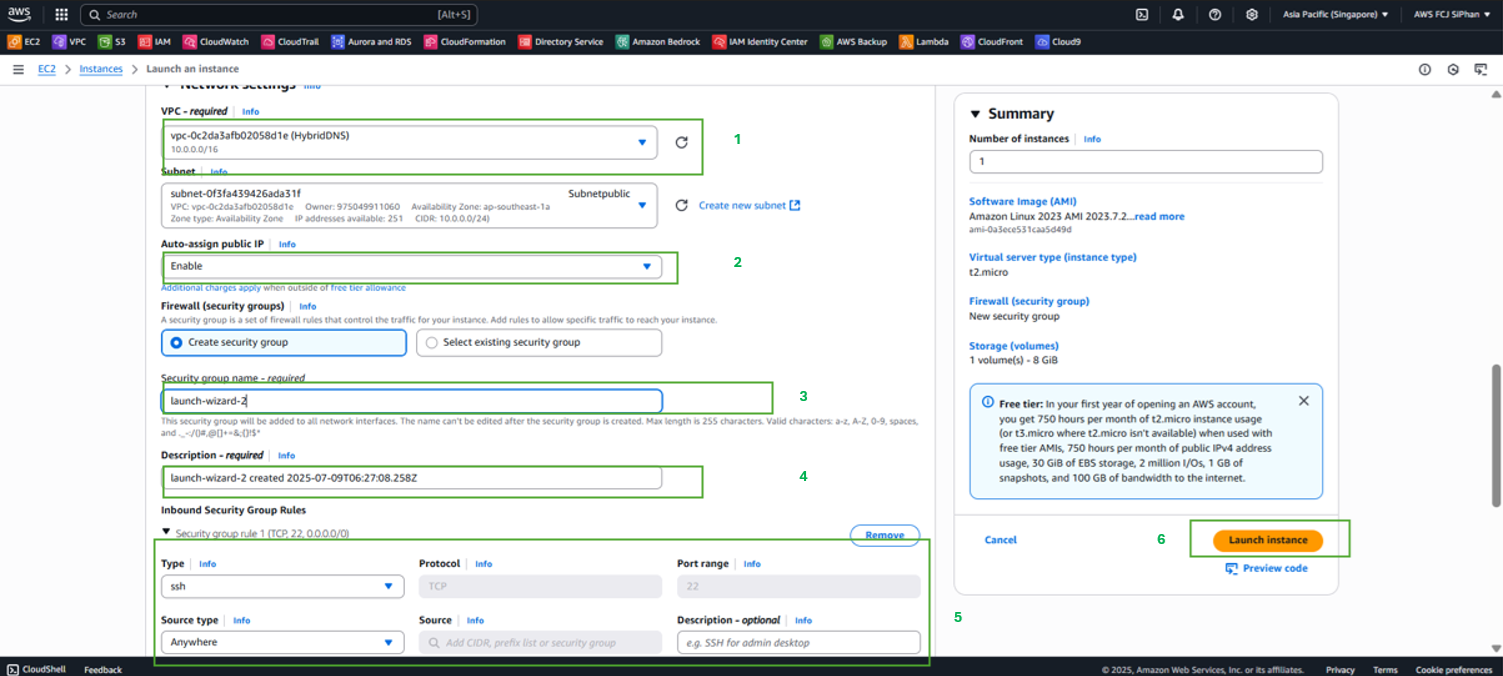 aws
Search [Alt+S]
Asia Pacific (Singapore) AWS FCJ SiPhan
EC2 VPC S3 IAM CloudWatch CloudTrail Aurora and RDS CloudFormation Directory Service Amazon Bedrock IAM Identity Center AWS Backup Lambda CloudFront Cloud9
EC2 Instances Launch an instance
Network settings Info
VPC - required Info
vpc-0c2da3afb02058d1e (HybridDNS)
10.0.0.0/16
1
Subnet Info
subnet-0f3fa439426ada31f Subnetpublic
VPC: vpc-0c2da3afb02058d1e Owner: 975049911060 Availability Zone: ap-southeast-1a
Zone type: Availability Zone IP addresses available: 251 CIDR: 10.0.0.0/24)
Create new subnet
Auto-assign public IP Info
Enable
2
Additional charges apply when outside of free tier allowance
Firewall (security groups) Info
A security group is a set of firewall rules that control the traffic for your instance. Add rules to allow specific traffic to reach your instance.
Create security group Select existing security group
Security group name - required
launch-wizard-2
3
This security group will be added to all network interfaces. The name can't be edited after the security group is created. Max length is 255 characters. Valid characters: a-z, A-Z, 0-9, spaces,
and ._-:/()#,@[]+=&;{}!$*
Description - required Info
launch-wizard-2 created 2025-07-09T06:27:08.258Z
4
Inbound Security Group Rules
Security group rule 1 (TCP, 22, 0.0.0.0/0)
Remove
Type Info Protocol Info Port range Info
ssh TCP 22
Source type Info Source Info Description - optional Info
Anywhere Add CIDR, prefix list or security group e.g. SSH for admin desktop
5
Summary
Number of instances Info
1
Software Image (AMI)
Amazon Linux 2023 AMI 2023.7.2...read more
ami-0a3ece531caa5d49d
Virtual server type (instance type)
t2.micro
Firewall (security group)
New security group
Storage (volumes)
1 volume(s) - 8 GiB
Free tier: In your first year of opening an AWS account,
you get 750 hours per month of t2.micro instance usage
(or t3.micro where t2.micro isn't available) when used with
free tier AMIs, 750 hours per month of public IPv4 address
usage, 30 GiB of EBS storage, 2 million I/Os, 1 GB of
snapshots, and 100 GB of bandwidth to the internet.
Cancel
6
Launch instance
Preview code
CloudShell Feedback © 2025, Amazon Web Services, Inc. or its affiliates. Privacy Terms Cookie preferences